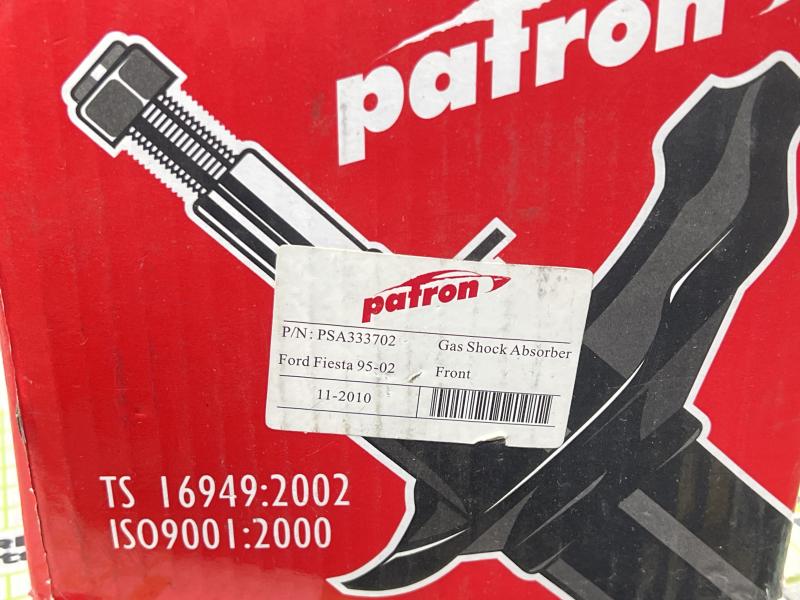 patron
patron
P/N: PSA333702 Gas Shock Absorber
Ford Fiesta 95-02 Front
11-2010
TS 16949:2002
ISO9001:2000